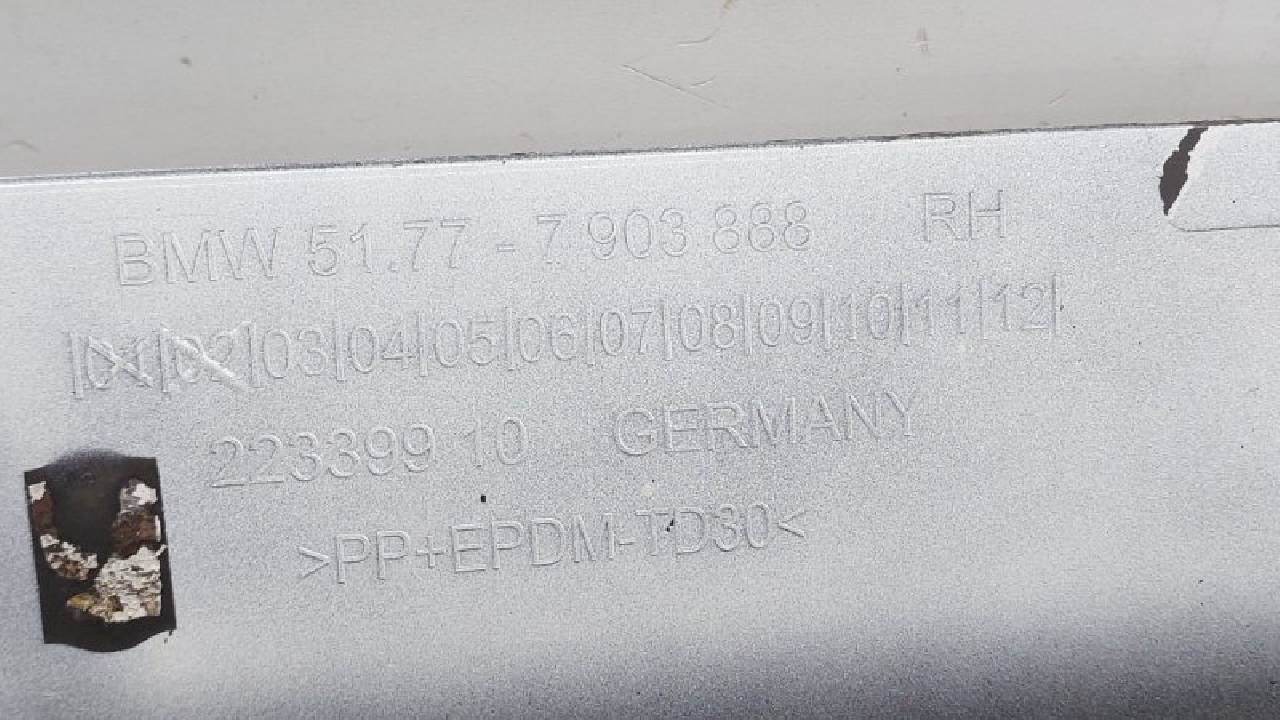 BMW 51.77 - 7 903 888 RH
|01|02|03|04|05|06|07|08|09|10|11|12|
223399 10 GERMANY
>PP+EPDM-TD30<